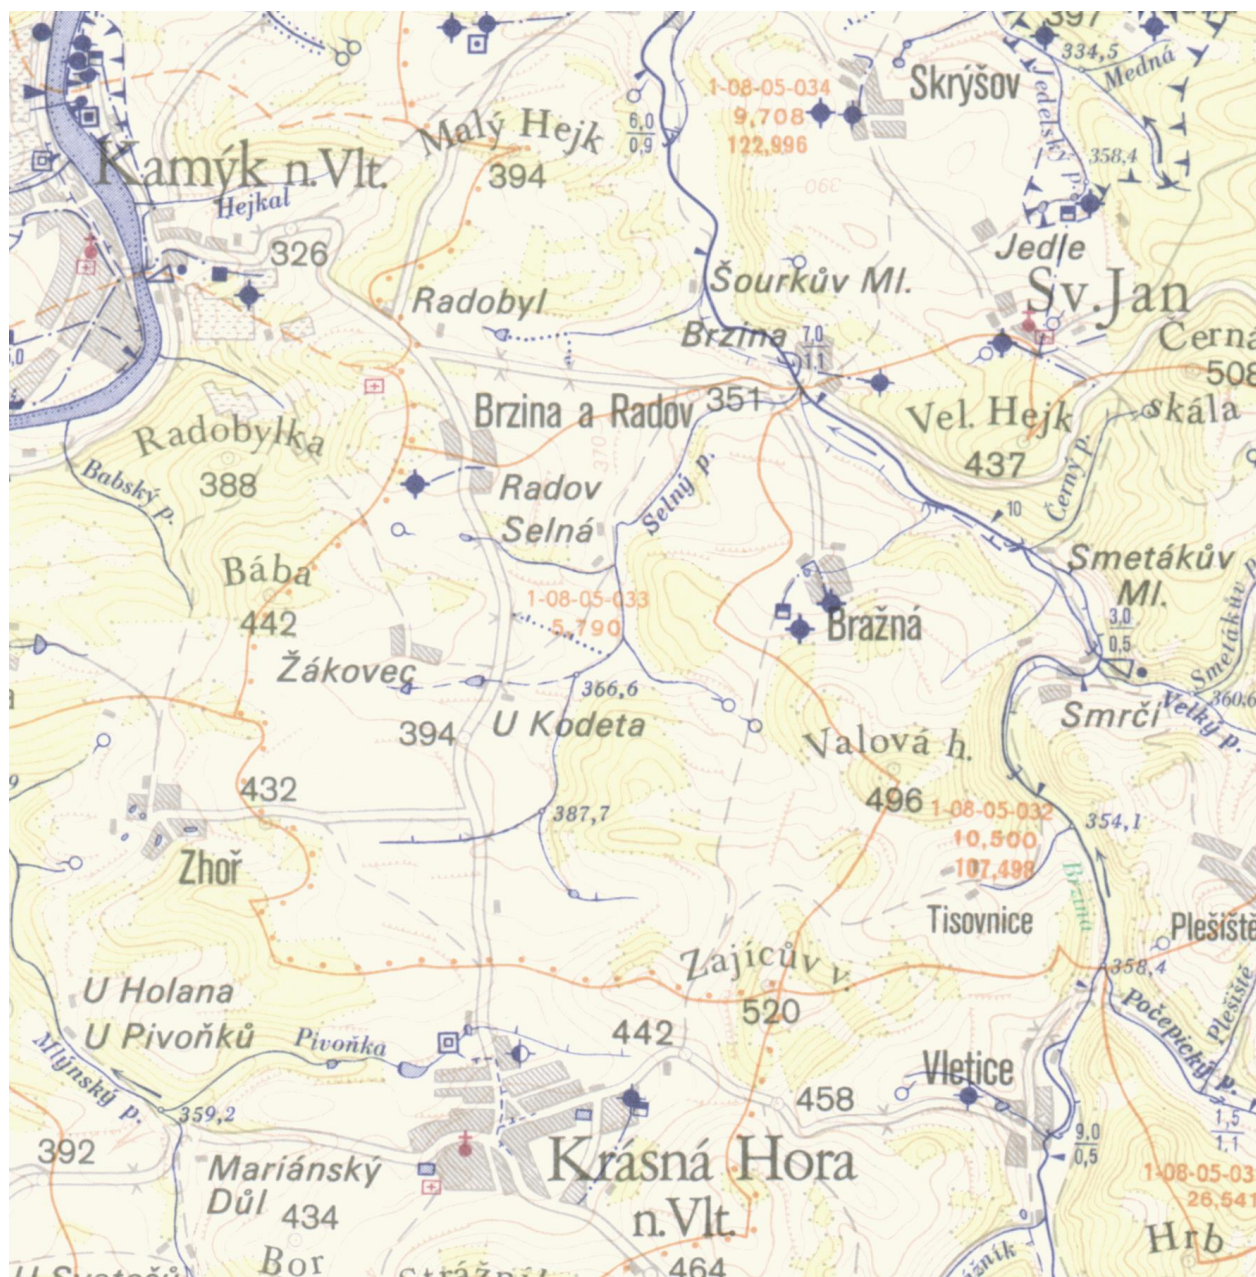 397
334,5
Medná
Skrýšov
1-08-05-034
9,708
122,996
Jedelský p.
358,4
Malý Hejk
394
6,0
0,9
Kamýk n.Vlt.
Hejkal
390
326
Jedle
Šourkův Ml.
Sv.Jan
Radobyl
Brzina
7,0
1,1
Černá
508
skála
Brzina a Radov
351
Vel. Hejk
437
Radobylka
388
370
Babský p.
Radov
Selná
Selný p.
10
Černý p.
Smetákův
Ml.
Bába
442
1-08-05-033
5,790
Bražná
3,0
0,5
Smetákův p.
Žákovec
366,6
360,6
Velký p.
Smrčí
U Kodeta
394
Valová h.
496
432
387,7
1-08-05-032
10,500
107,498
354,1
Zhoř
Brzina
Tisovnice
Plešiště
Zajícův v.
358,4
520
U Holana
U Pivoňků
Pivoňka
442
Počepický p.
Plešiště
Mlýnský p.
Vletice
359,2
458
1,5
1,1
9,0
0,5
392
Mariánský
Důl
Krásná Hora
n.Vlt.
1-08-05-03
26,541
434
Bor
Hrb
464